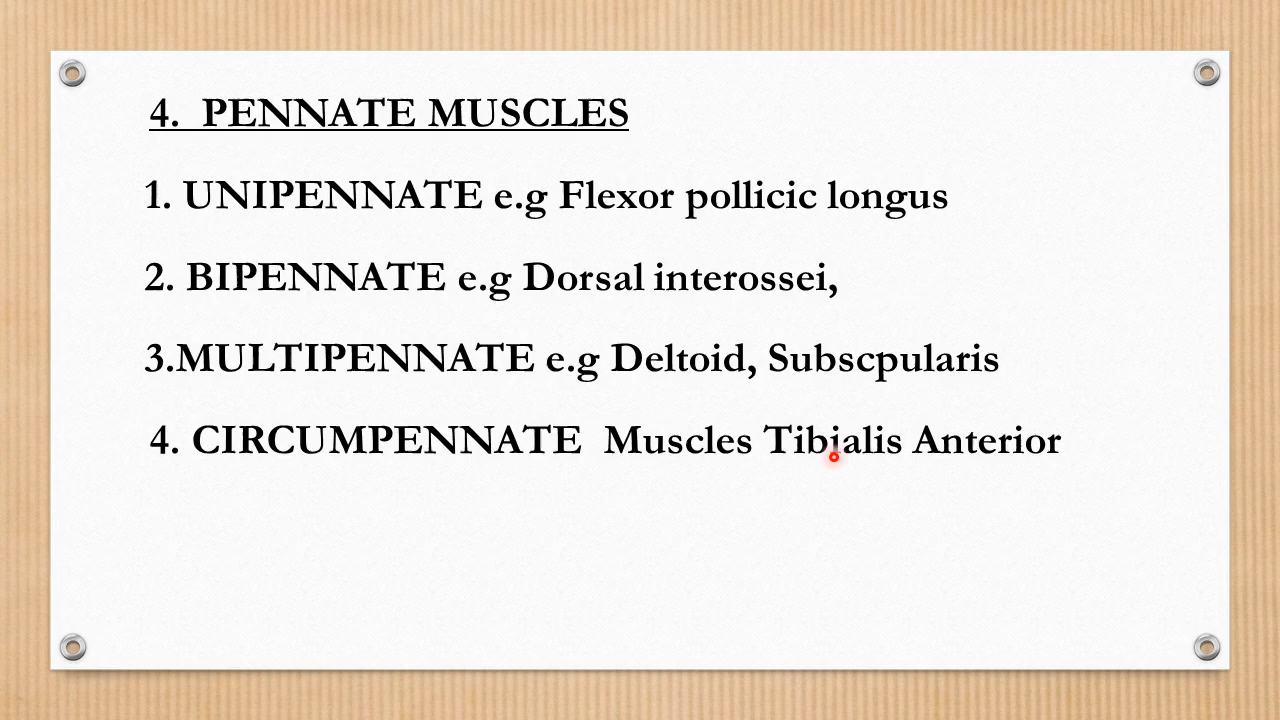 4. PENNATE MUSCLES
1. UNIPENNATE e.g Flexor pollicic longus
2. BIPENNATE e.g Dorsal interossei,
3.MULTIPENNATE e.g Deltoid, Subscpularis
4. CIRCUMPENNATE Muscles Tibialis Anterior